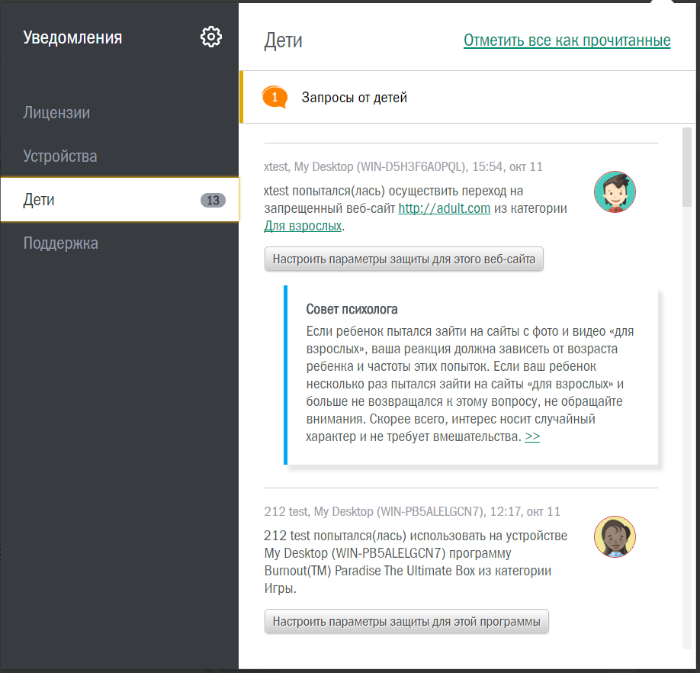 Уведомления
Лицензии
Устройства
Дети
13
Поддержка
Дети
Отметить все как прочитанные
1
Запросы от детей
xtest, My Desktop (WIN-D5H3F6A0PQL), 15:54, окт 11
xtest попытался(лась) осуществить переход на
запрещенный веб-сайт http://adult.com из категории
Для взрослых.
Настроить параметры защиты для этого веб-сайта
Совет психолога
Если ребенок пытался зайти на сайты с фото и видео «для
взрослых», ваша реакция должна зависеть от возраста
ребенка и частоты этих попыток. Если ваш ребенок
несколько раз пытался зайти на сайты «для взрослых» и
больше не возвращался к этому вопросу, не обращайте
внимания. Скорее всего, интерес носит случайный
характер и не требует вмешательства. >>
212 test, My Desktop (WIN-PB5ALELGCN7), 12:17, окт 11
212 test попытался(лась) использовать на устройстве
My Desktop (WIN-PB5ALELGCN7) программу
Burnout(TM) Paradise The Ultimate Box из категории
Игры.
Настроить параметры защиты для этой программы